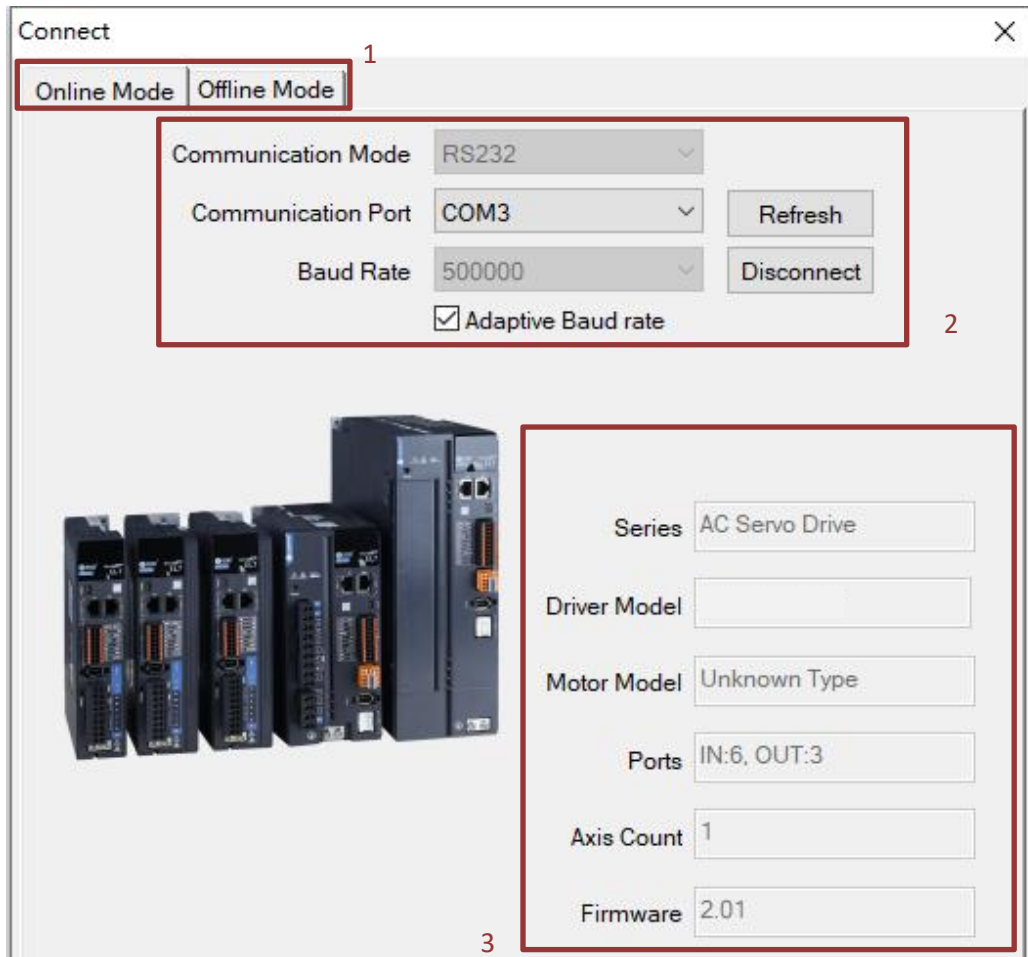 Connect
1
Online Mode Offline Mode
Communication Mode RS232
Communication Port COM3 Refresh
Baud Rate 500000 Disconnect
Adaptive Baud rate
2
Series AC Servo Drive
Driver Model
Motor Model Unknown Type
Ports IN:6, OUT:3
Axis Count 1
Firmware 2.01
3